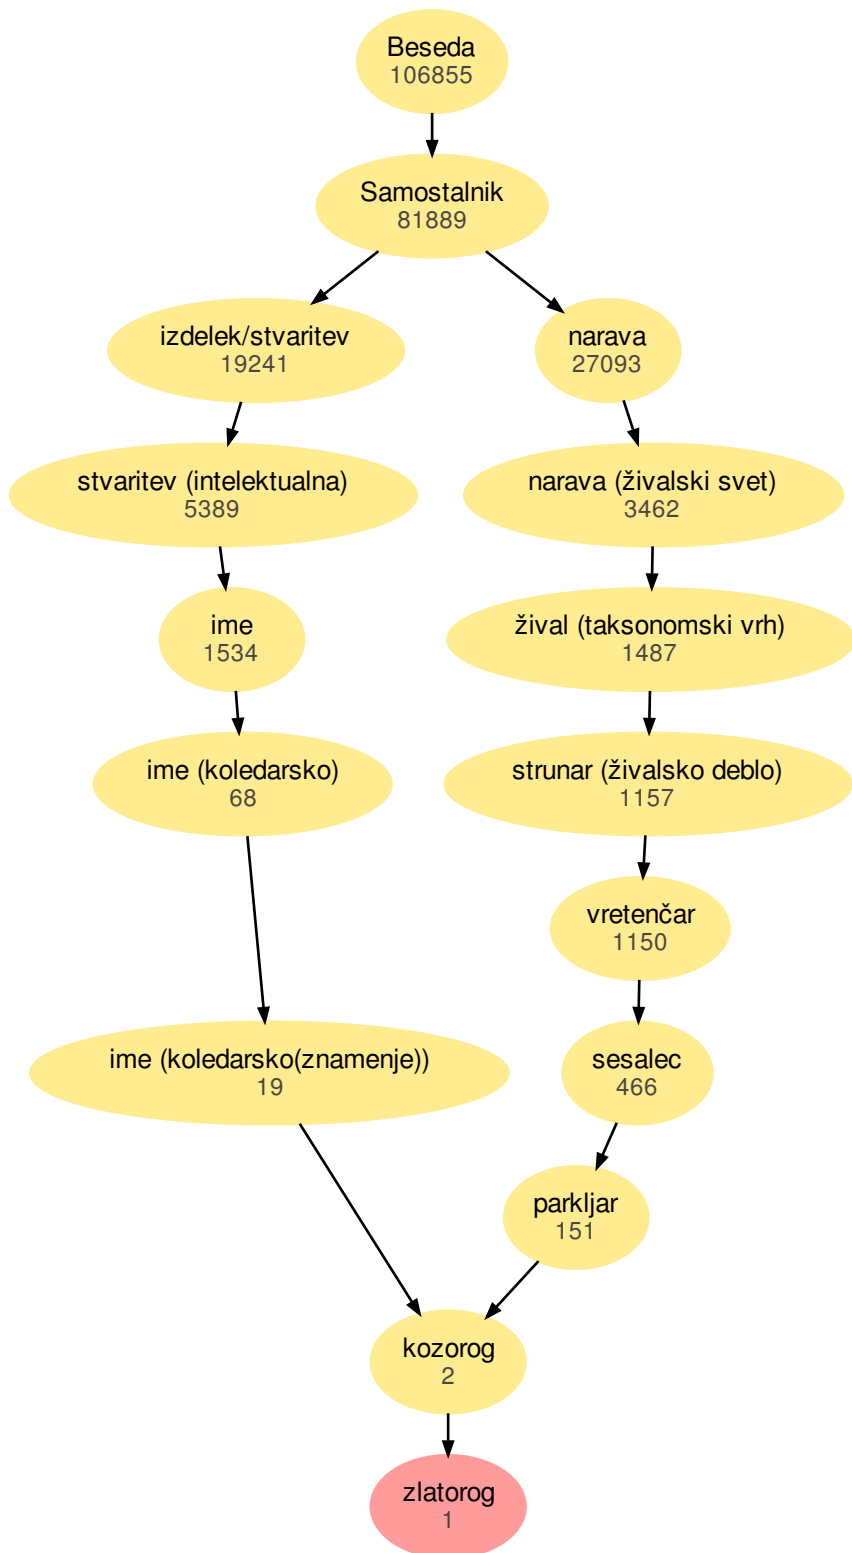 Beseda
106855
Samostalnik
81889
izdelek/stvaritev
19241
narava
27093
stvaritev (intelektualna)
5389
narava (živalski svet)
3462
ime
1534
žival (taksonomski vrh)
1487
ime (koledarsko)
68
strunar (živalsko deblo)
1157
vretenčar
1150
ime (koledarsko(znamenje))
19
sesalec
466
parkljar
151
kozorog
2
zlatorog
1